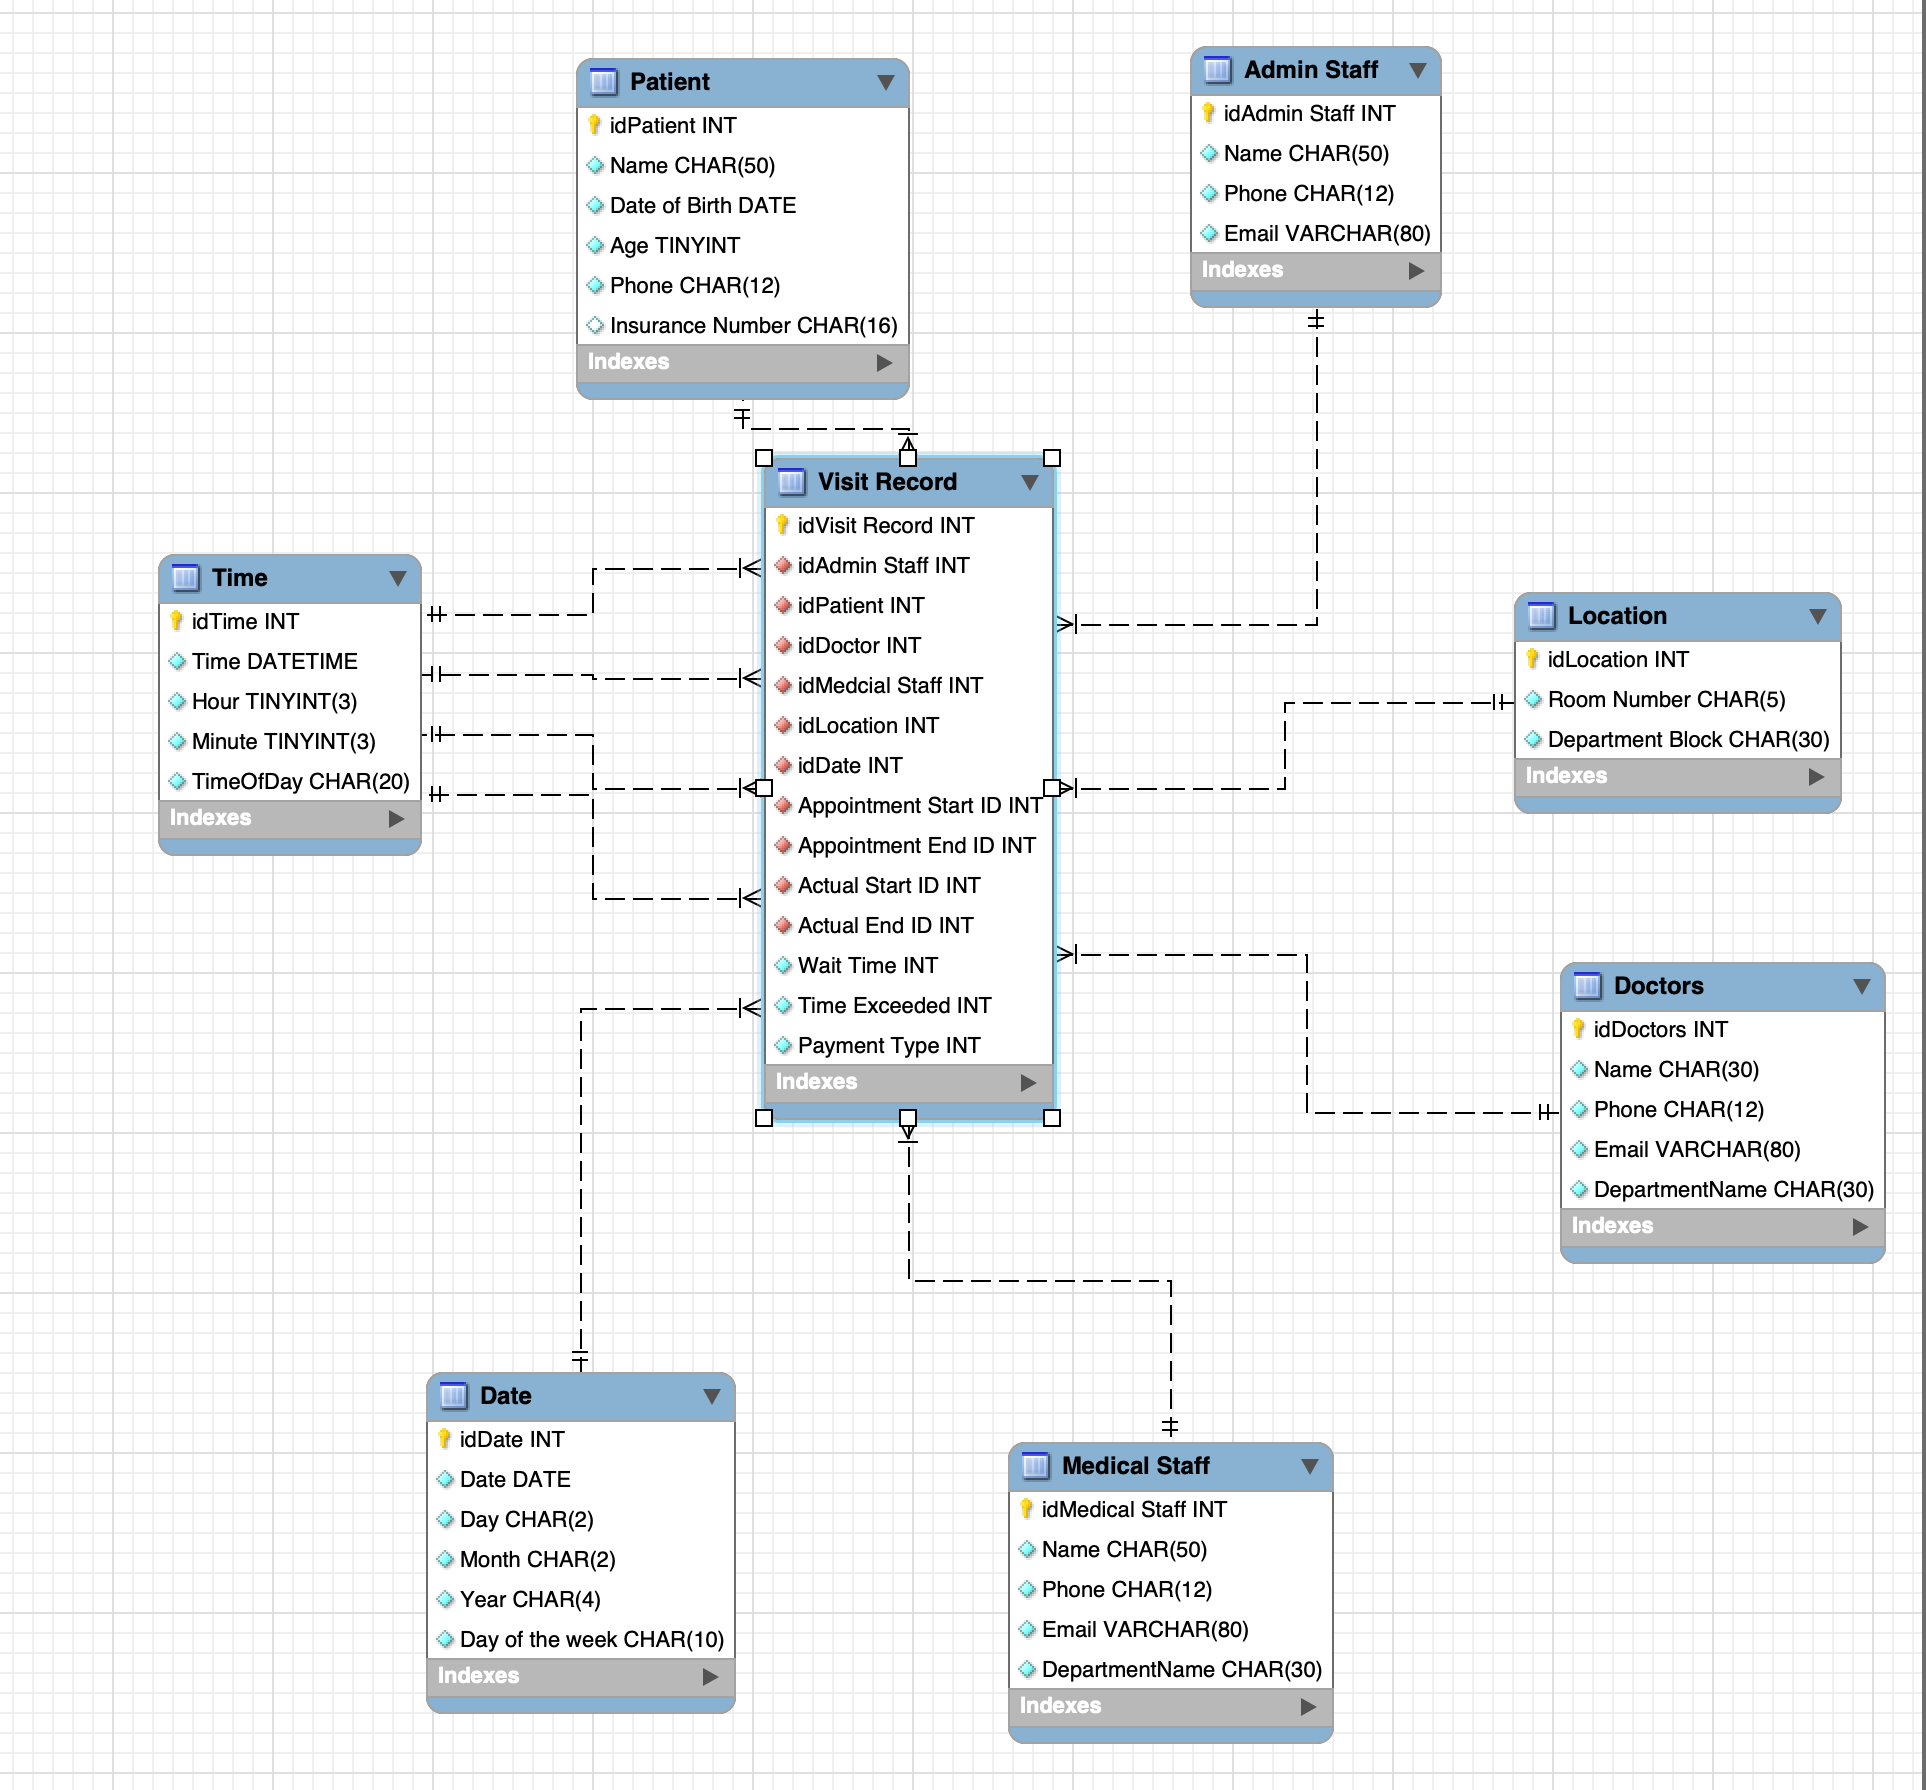 Patient
idPatient INT
Name CHAR(50)
Date of Birth DATE
Age TINYINT
Phone CHAR(12)
Insurance Number CHAR(16)
Indexes
Admin Staff
idAdmin Staff INT
Name CHAR(50)
Phone CHAR(12)
Email VARCHAR(80)
Indexes
Visit Record
idVisit Record INT
idAdmin Staff INT
idPatient INT
idDoctor INT
idMedcial Staff INT
idLocation INT
idDate INT
Appointment Start ID INT
Appointment End ID INT
Actual Start ID INT
Actual End ID INT
Wait Time INT
Time Exceeded INT
Payment Type INT
Indexes
Time
idTime INT
Time DATETIME
Hour TINYINT(3)
Minute TINYINT(3)
TimeOfDay CHAR(20)
Indexes
Location
idLocation INT
Room Number CHAR(5)
Department Block CHAR(30)
Indexes
Doctors
idDoctors INT
Name CHAR(30)
Phone CHAR(12)
Email VARCHAR(80)
DepartmentName CHAR(30)
Indexes
Date
idDate INT
Date DATE
Day CHAR(2)
Month CHAR(2)
Year CHAR(4)
Day of the week CHAR(10)
Indexes
Medical Staff
idMedical Staff INT
Name CHAR(50)
Phone CHAR(12)
Email VARCHAR(80)
DepartmentName CHAR(30)
Indexes